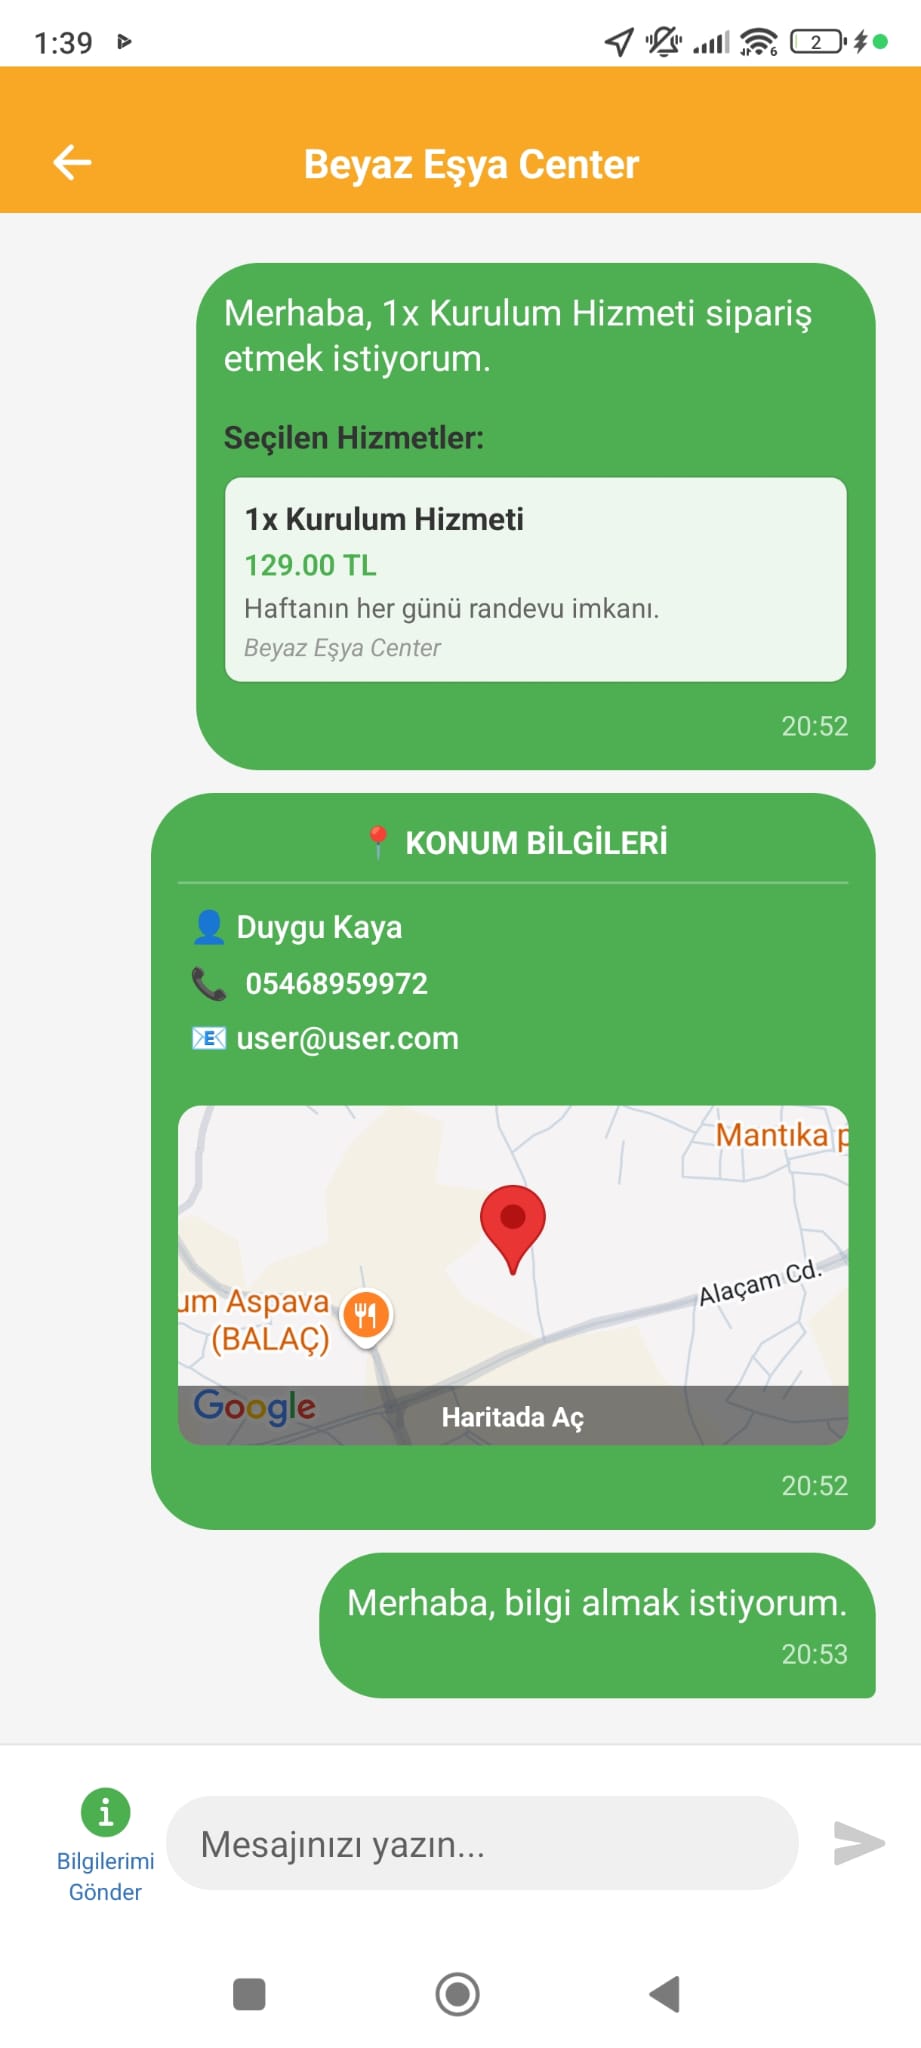 1:39
6
2
Beyaz Eşya Center
Merhaba, 1x Kurulum Hizmeti sipariş
etmek istiyorum.
Seçilen Hizmetler:
1x Kurulum Hizmeti
129.00 TL
Haftanın her günü randevu imkanı.
Beyaz Eşya Center
20:52
📍 KONUM BİLGİLERİ
👤 Duygu Kaya
📞 05468959972
📧 user@user.com
Mantıka p
Alaçam Cd.
um Aspava
(BALAÇ)
Google
Haritada Aç
20:52
Merhaba, bilgi almak istiyorum.
20:53
Bilgilerimi
Gönder
Mesajınızı yazın...